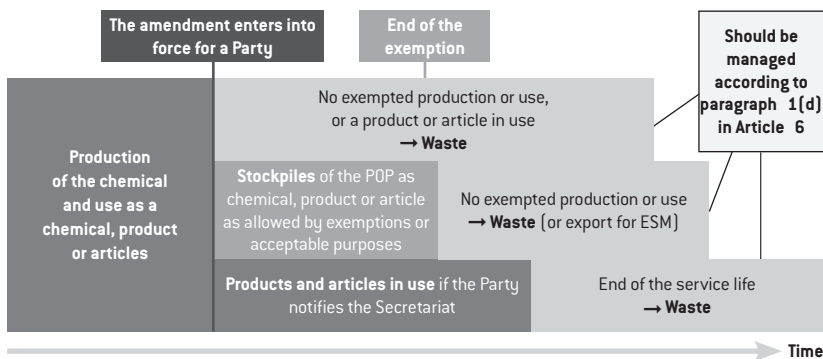 The amendment enters into
force for a Party
End of the
exemption
Should be
managed
according to
paragraph 1(d)
in Article 6
Production
of the chemical
and use as a
chemical, product
or articles
No exempted production or use,
or a product or article in use
→ Waste
Stockpiles of the POP as
chemical, product or article
as allowed by exemptions or
acceptable purposes
No exempted production or use
→ Waste (or export for ESM)
Products and articles in use if the Party
notifies the Secretariat
End of the service life
→ Waste
Time